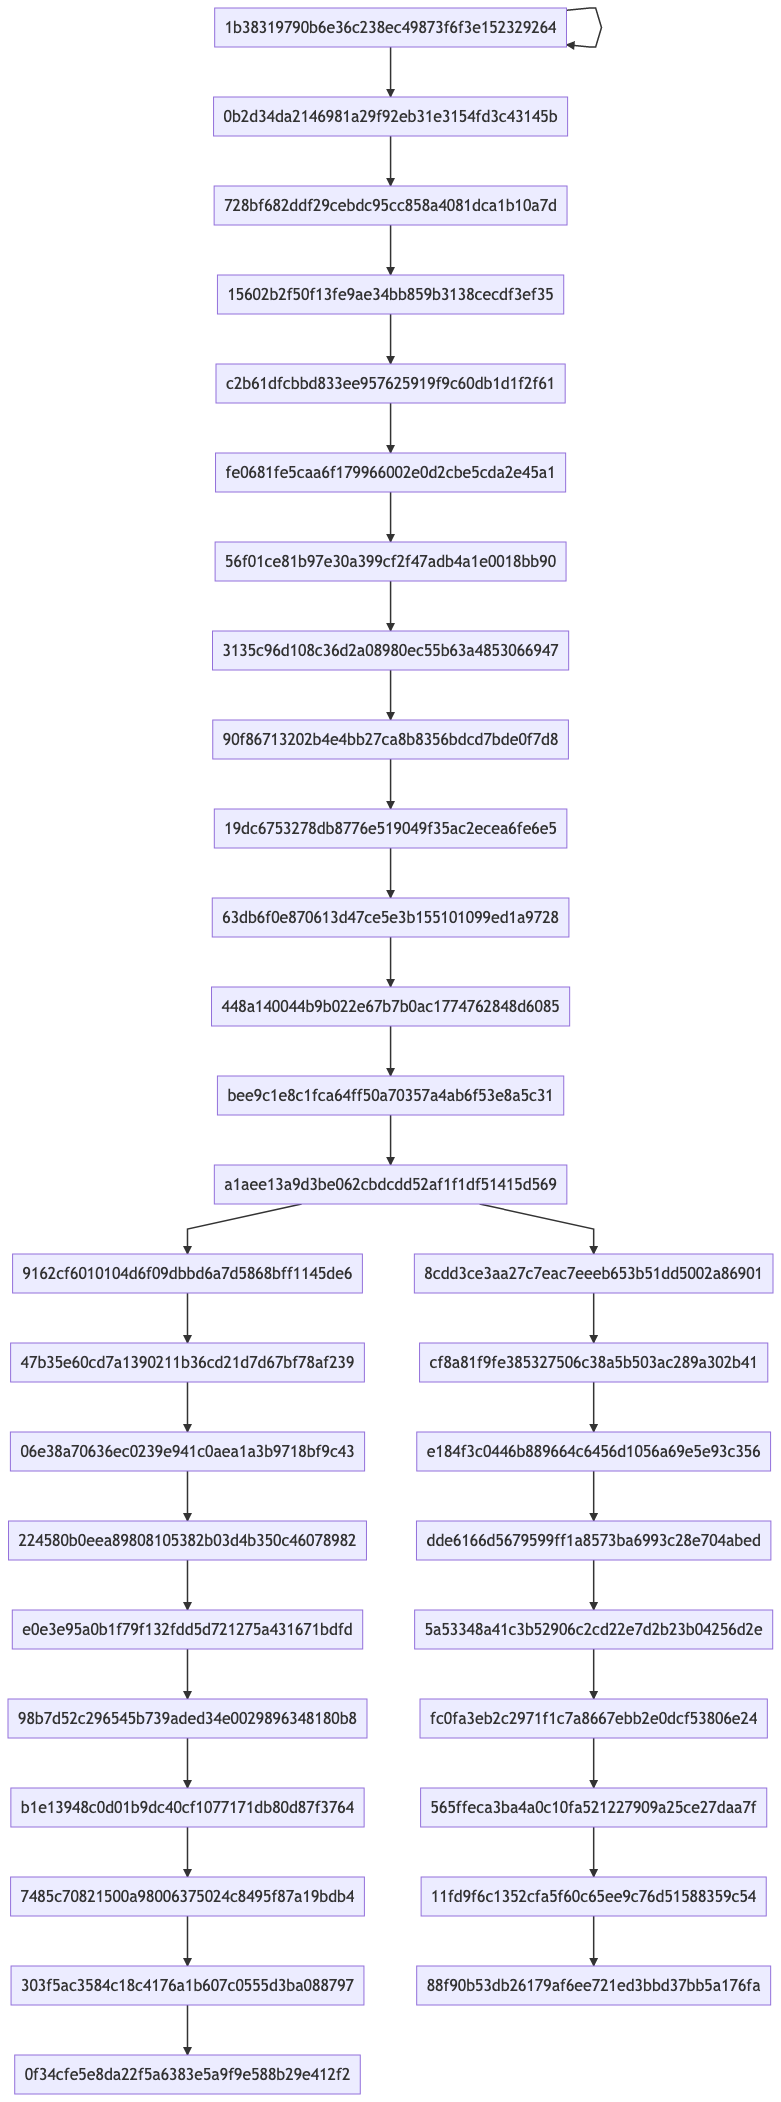 1b38319790b6e36c238ec49873f6f3e152329264
0b2d34da2146981a29f92eb31e3154fd3c43145b
728bf682ddf29cebdc95cc858a4081dca1b10a7d
15602b2f50f13fe9ae34bb859b3138cecdf3ef35
c2b61dfcbbd833ee957625919f9c60db1d1f2f61
fe0681fe5caa6f179966002e0d2cbe5cda2e45a1
56f01ce81b97e30a399cf2f47adb4a1e0018bb90
3135c96d108c36d2a08980ec55b63a4853066947
90f86713202b4e4bb27ca8b8356bdcd7bde0f7d8
19dc6753278db8776e519049f35ac2ecea6fe6e5
63db6f0e870613d47ce5e3b155101099ed1a9728
448a140044b9b022e67b7b0ac1774762848d6085
bee9c1e8c1fca64ff50a70357a4ab6f53e8a5c31
a1aee13a9d3be062cbdcdd52af1f1df51415d569
9162cf6010104d6f09dbbd6a7d5868bff1145de6
8cdd3ce3aa27c7eac7eeeb653b51dd5002a86901
47b35e60cd7a1390211b36cd21d7d67bf78af239
cf8a81f9fe385327506c38a5b503ac289a302b41
06e38a70636ec0239e941c0aea1a3b9718bf9c43
e184f3c0446b889664c6456d1056a69e5e93c356
224580b0eea89808105382b03d4b350c46078982
dde6166d5679599ff1a8573ba6993c28e704abed
e0e3e95a0b1f79f132fdd5d721275a431671bdfd
5a53348a41c3b52906c2cd22e7d2b23b04256d2e
98b7d52c296545b739aded34e0029896348180b8
fc0fa3eb2c2971f1c7a8667ebb2e0dcf53806e24
b1e13948c0d01b9dc40cf1077171db80d87f3764
565ffeca3ba4a0c10fa521227909a25ce27daa7f
7485c70821500a98006375024c8495f87a19bdb4
11fd9f6c1352cfa5f60c65ee9c76d51588359c54
303f5ac3584c18c4176a1b607c0555d3ba088797
88f90b53db26179af6ee721ed3bbd37bb5a176fa
0f34cfe5e8da22f5a6383e5a9f9e588b29e412f2